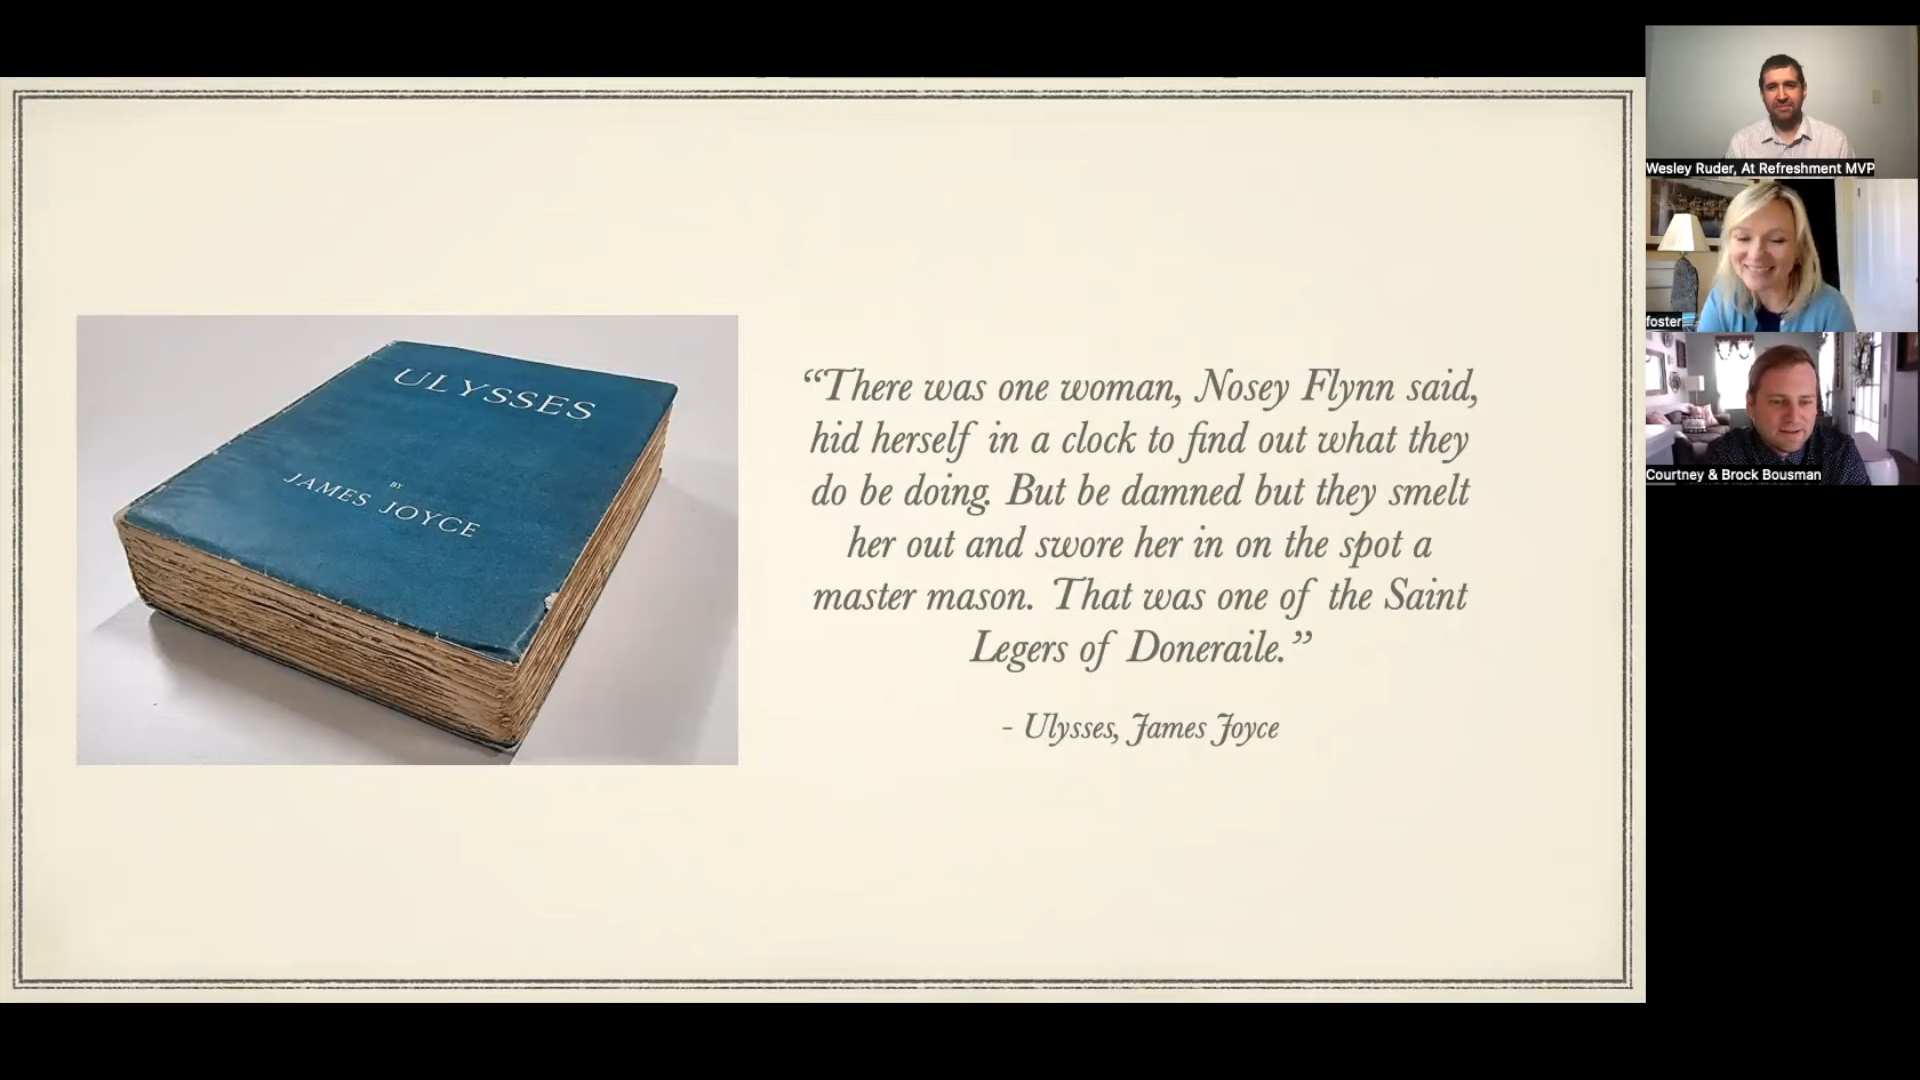 ULYSSES
BY
JAMES JOYCE
“There was one woman, Nosey Flynn said,
hid herself in a clock to find out what they
do be doing. But be damned but they smelt
her out and swore her in on the spot a
master mason. That was one of the Saint
Legers of Doneraile.”
- Ulysses, James Joyce
Wesley Ruder, At Refreshment MVP
foster
Courtney & Brock Bousman